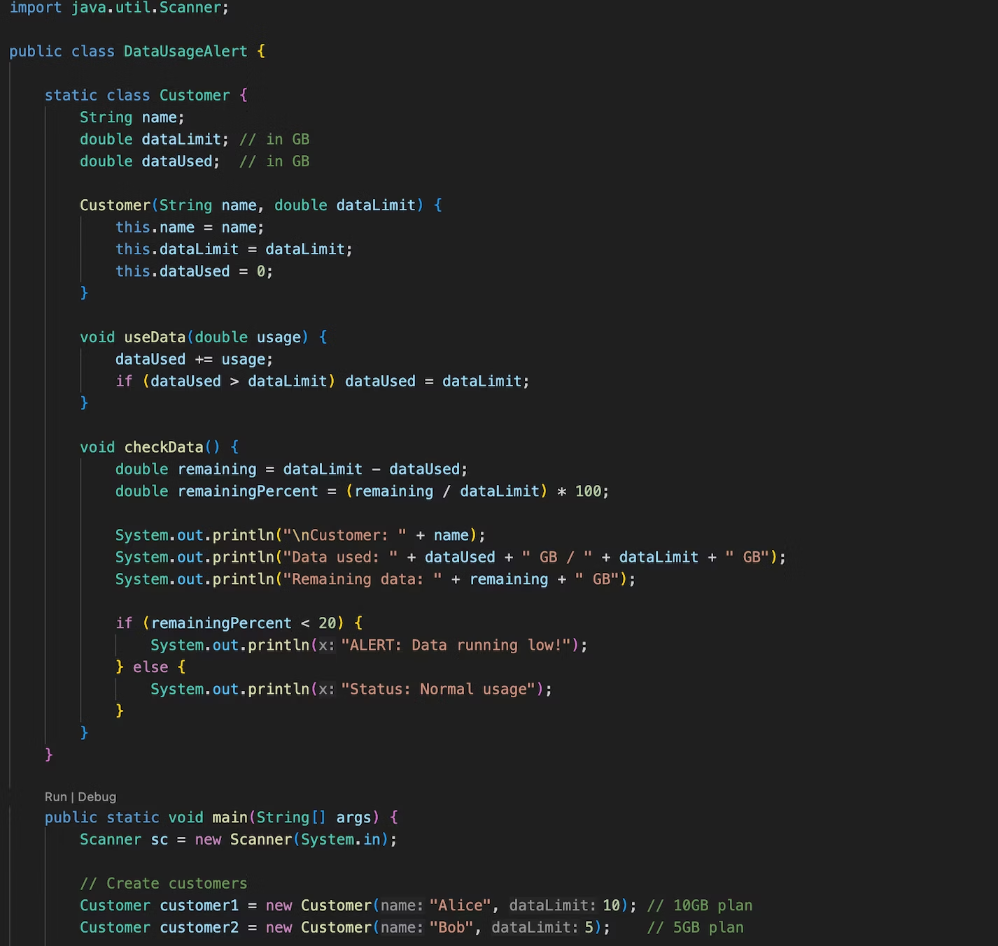 import java.util.Scanner;
public class DataUsageAlert {
static class Customer {
String name;
double dataLimit; // in GB
double dataUsed;  // in GB
Customer(String name, double dataLimit) {
this.name = name;
this.dataLimit = dataLimit;
this.dataUsed = 0;
}
void useData(double usage) {
dataUsed += usage;
if (dataUsed > dataLimit) dataUsed = dataLimit;
}
void checkData() {
double remaining = dataLimit - dataUsed;
double remainingPercent = (remaining / dataLimit) * 100;
System.out.println("\nCustomer: " + name);
System.out.println("Data used: " + dataUsed + " GB / " + dataLimit + " GB");
System.out.println("Remaining data: " + remaining + " GB");
if (remainingPercent < 20) {
System.out.println(x: "ALERT: Data running low!");
} else {
System.out.println(x: "Status: Normal usage");
}
}
}
Run | Debug
public static void main(String[] args) {
Scanner sc = new Scanner(System.in);
// Create customers
Customer customer1 = new Customer(name: "Alice", dataLimit: 10); // 10GB plan
Customer customer2 = new Customer(name: "Bob", dataLimit: 5);    // 5GB plan